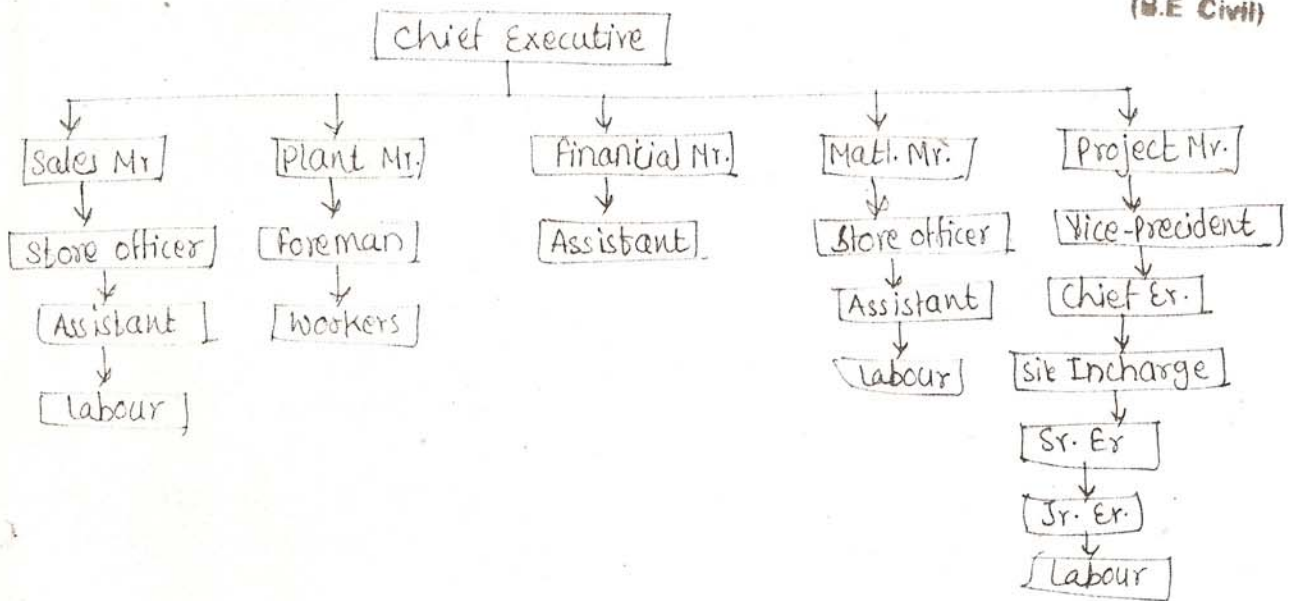 (B.E Civil)
Chief Executive
Sales Mr
Plant Mr.
Financial Mr.
Matl. Mr.
Project Mr.
Store officer
Foreman
Assistant
Store officer
Vice-Precident
Assistant
Workers
Assistant
Chief Er.
Labour
Labour
Site Incharge
Sr. Er
Jr. Er.
Labour